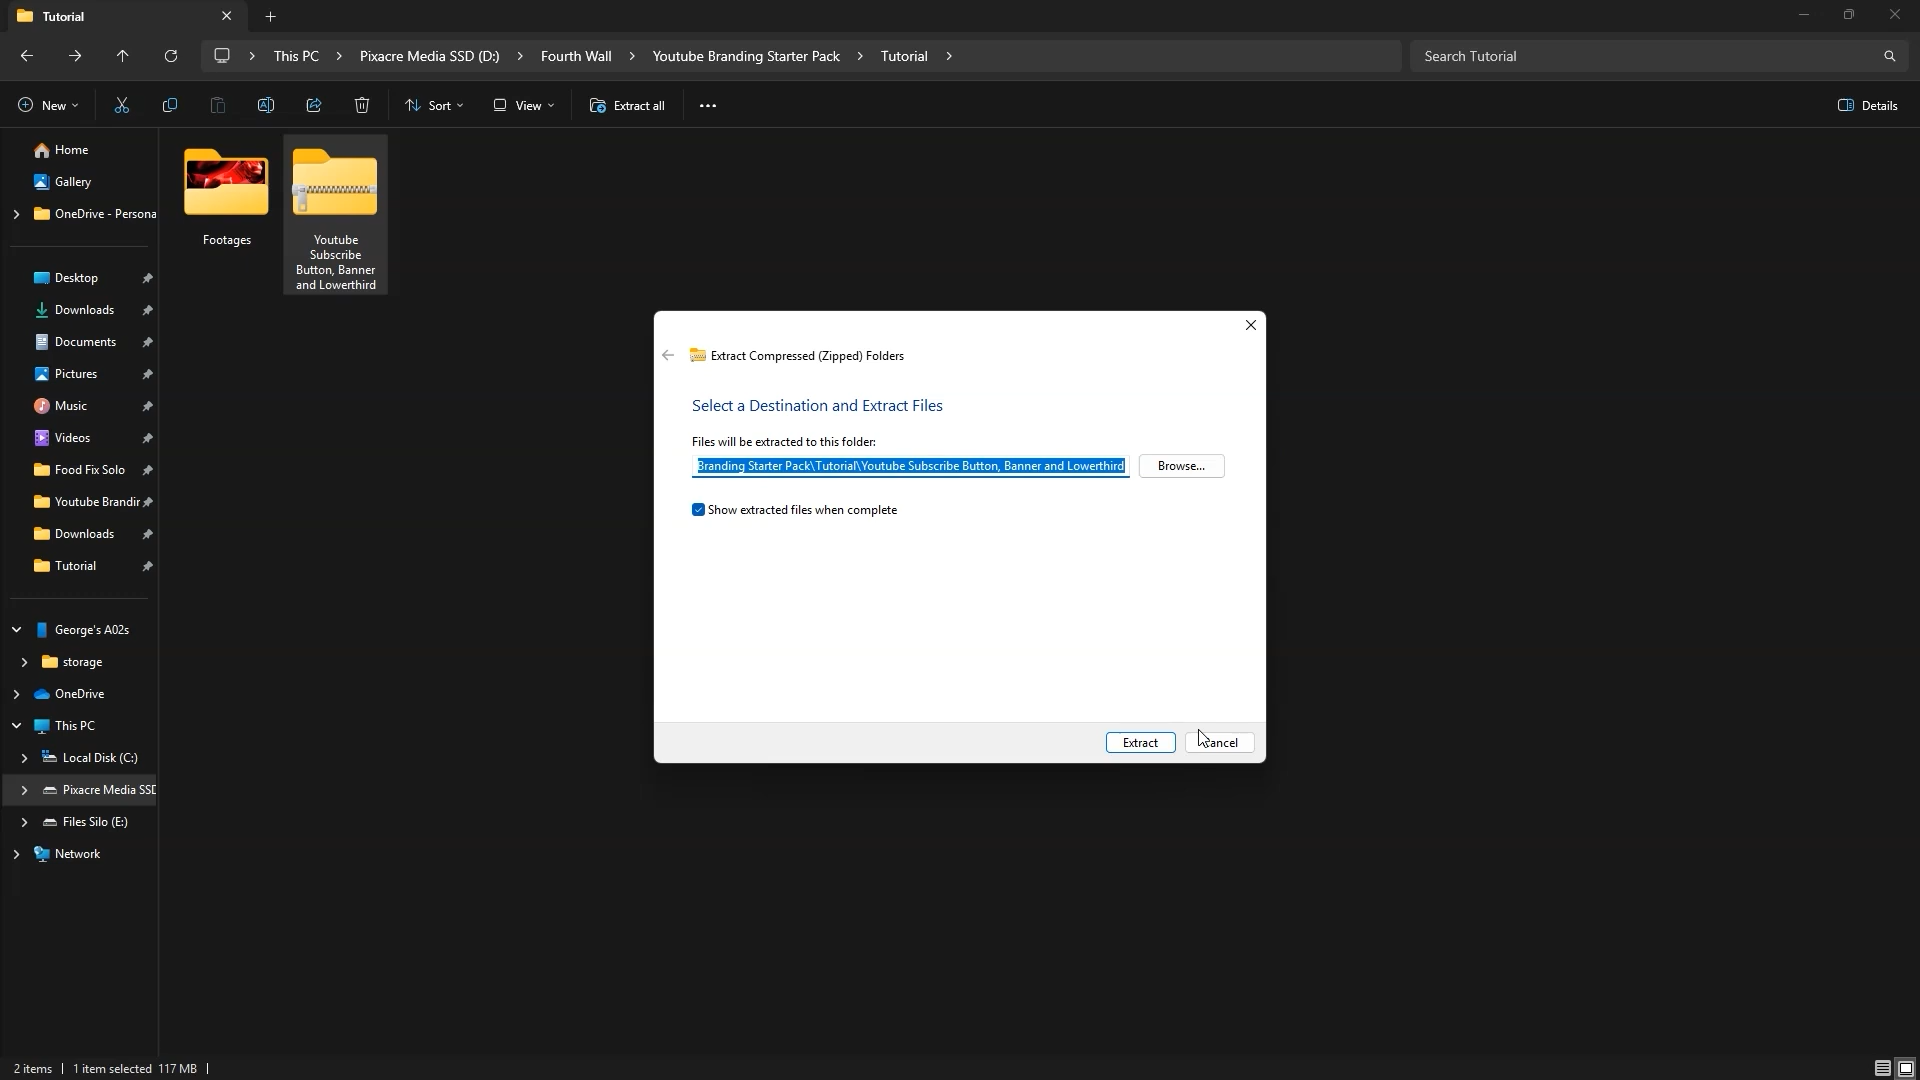 Tutorial
This PC
Pixacre Media SSD (D:)
Fourth Wall
Youtube Branding Starter Pack
Tutorial
Search Tutorial
New
Sort
View
Extract all
Details
Home
Gallery
OneDrive - Persona
Desktop
Downloads
Documents
Pictures
Music
Videos
Food Fix Solo
Youtube Brandin
Downloads
Tutorial
George's A02s
storage
OneDrive
This PC
Local Disk (C:)
Pixacre Media SSD
Files Silo (E:)
Network
Footages
Youtube
Subscribe
Button, Banner
and Lowerthird
Extract Compressed (Zipped) Folders
Select a Destination and Extract Files
Files will be extracted to this folder:
Branding Starter Pack\Tutorial\Youtube Subscribe Button, Banner and Lowerthird
Browse...
Show extracted files when complete
Extract
Cancel
2 items
1 item selected 117 MB